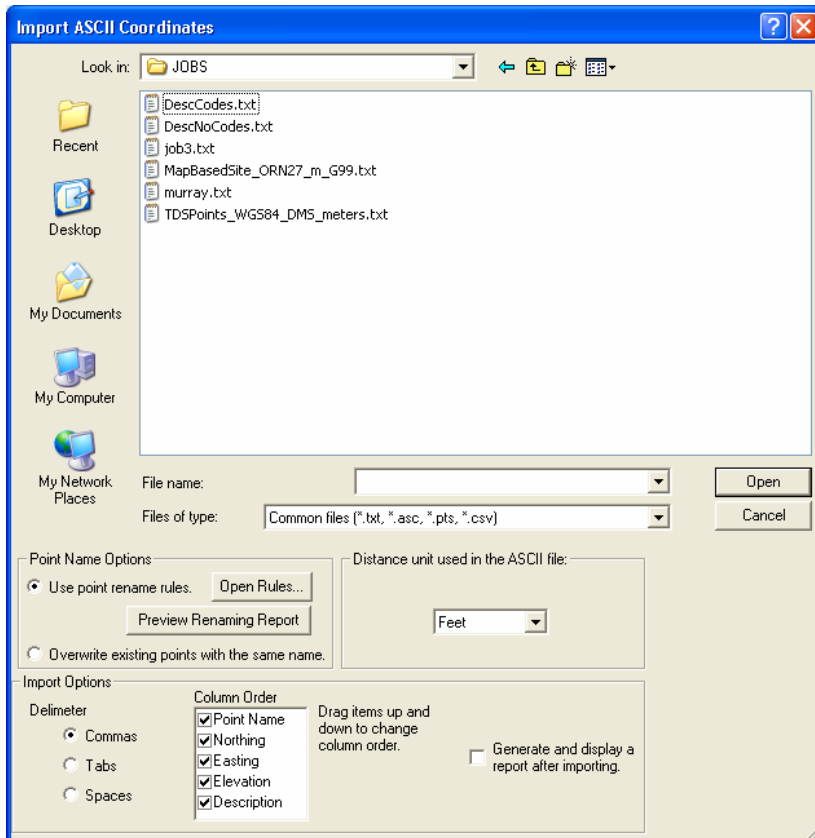 Import ASCII Coordinates
Look in:
JOBS
Recent
Desktop
My Documents
My Computer
My Network
Places
DescCodes.txt
DescNoCodes.txt
job3.txt
MapBasedSite_ORN27_m_G99.txt
murray.txt
TDSPoints_WGS84_DMS_meters.txt
File name:
Open
Files of type:
Common files (*.txt, *.asc, *.pts, *.csv)
Cancel
Point Name Options
Use point rename rules.
Open Rules...
Preview Renaming Report
Overwrite existing points with the same name.
Distance unit used in the ASCII file:
Feet
Import Options
Delimeter
Commas
Tabs
Spaces
Column Order
Point Name
Northing
Easting
Elevation
Description
Drag items up and
down to change
column order.
Generate and display a
report after importing.